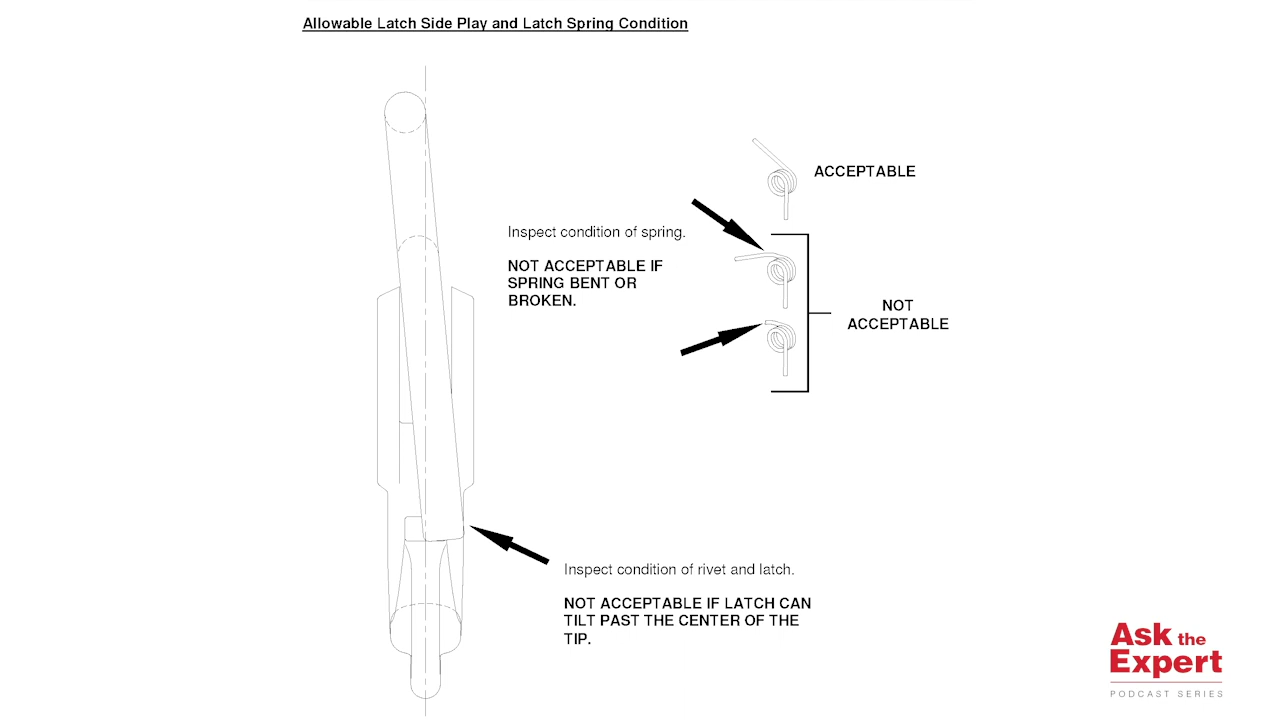 Allowable Latch Side Play and Latch Spring Condition
ACCEPTABLE
Inspect condition of spring.
NOT ACCEPTABLE IF
SPRING BENT OR
BROKEN.
NOT
ACCEPTABLE
Inspect condition of rivet and latch.
NOT ACCEPTABLE IF LATCH CAN
TILT PAST THE CENTER OF THE
TIP.
Ask the
Expert
PODCAST SERIES